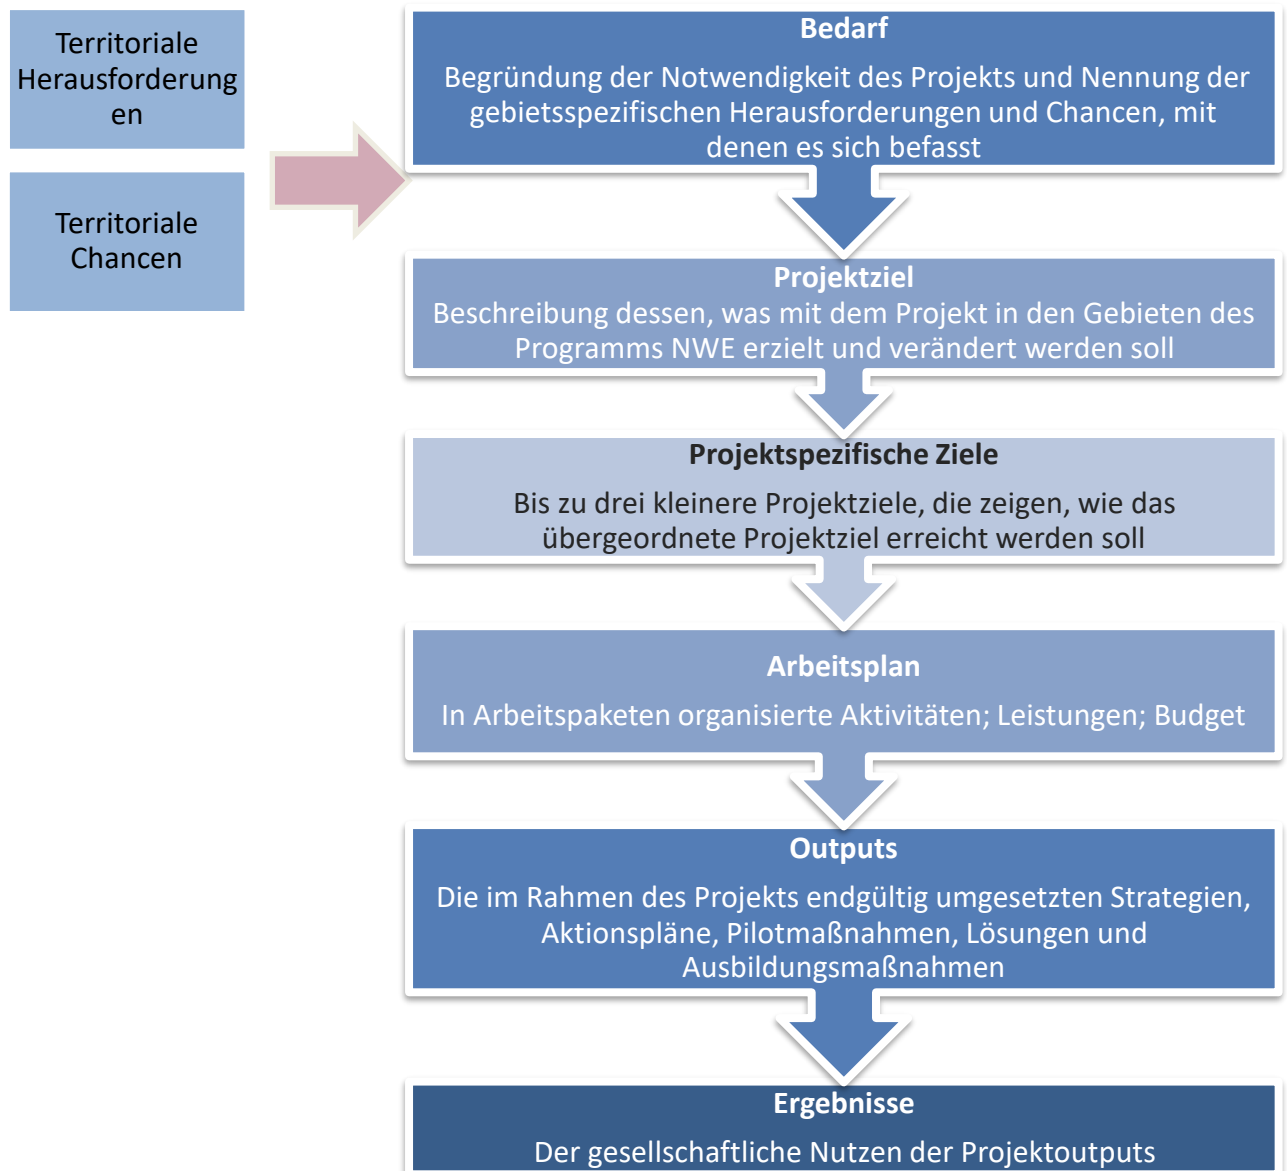 Territoriale
Herausforderung
en
Territoriale
Chancen
Bedarf
Begründung der Notwendigkeit des Projekts und Nennung der
gebietsspezifischen Herausforderungen und Chancen, mit
denen es sich befasst
Projektziel
Beschreibung dessen, was mit dem Projekt in den Gebieten des
Programms NWE erzielt und verändert werden soll
Projektspezifische Ziele
Bis zu drei kleinere Projektziele, die zeigen, wie das
übergeordnete Projektziel erreicht werden soll
Arbeitsplan
In Arbeitspaketen organisierte Aktivitäten; Leistungen; Budget
Outputs
Die im Rahmen des Projekts endgültig umgesetzten Strategien,
Aktionspläne, Pilotmaßnahmen, Lösungen und
Ausbildungsmaßnahmen
Ergebnisse
Der gesellschaftliche Nutzen der Projektoutputs